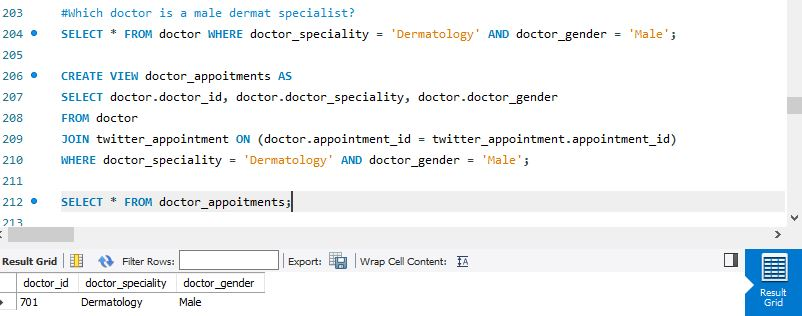 203 #Which doctor is a male dermat specialist?
204 SELECT * FROM doctor WHERE doctor_speciality = 'Dermatology' AND doctor_gender = 'Male';
205
206 CREATE VIEW doctor_appoitments AS
207 SELECT doctor.doctor_id, doctor.doctor_speciality, doctor.doctor_gender
208 FROM doctor
209 JOIN twitter_appointment ON (doctor.appointment_id = twitter_appointment.appointment_id)
210 WHERE doctor_speciality = 'Dermatology' AND doctor_gender = 'Male';
211
212 SELECT * FROM doctor_appoitments;
213
Result Grid Filter Rows: Export: Wrap Cell Content: IA
doctor_id doctor_speciality doctor_gender
701 Dermatology Male
Result
Grid